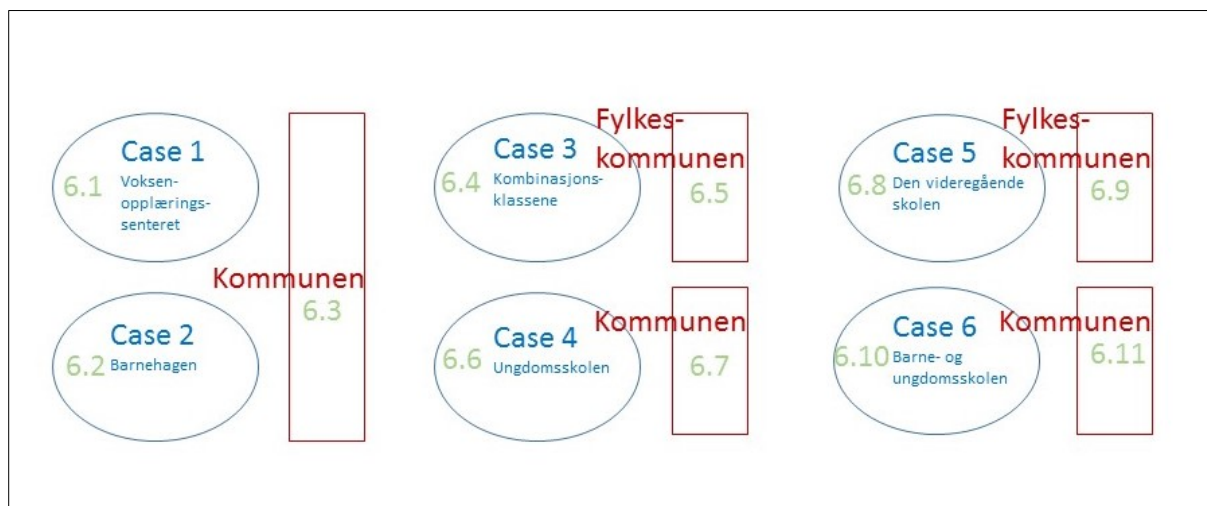 Case 1
6.1
Voksen-
opplærings-
senteret
Case 2
6.2
Barnehagen
Kommunen
6.3
Case 3
6.4
Kombinasjons-
klassene
Fylkes-
kommunen
6.5
Case 4
6.6
Ungdomsskolen
Kommunen
6.7
Case 5
6.8
Den videregående
skolen
Fylkes-
kommunen
6.9
Case 6
6.10
Barne- og
ungdomsskolen
Kommunen
6.11